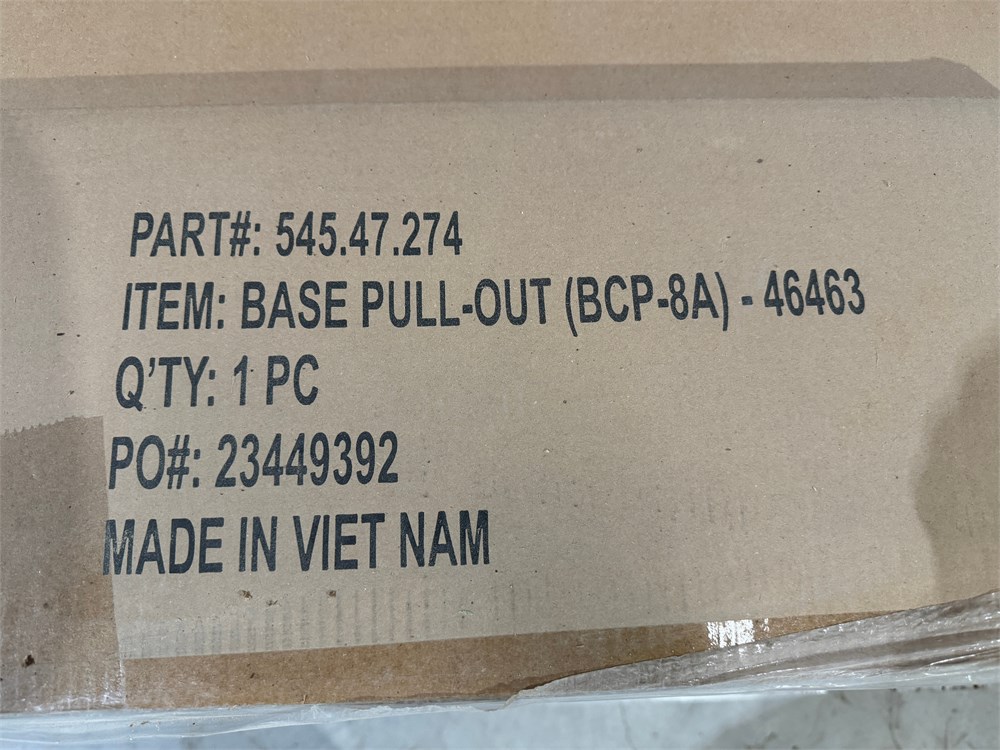 PART#: 545.47.274
ITEM: BASE PULL-OUT (BCP-8A) - 46463
Q'TY: 1 PC
PO#: 23449392
MADE IN VIET NAM